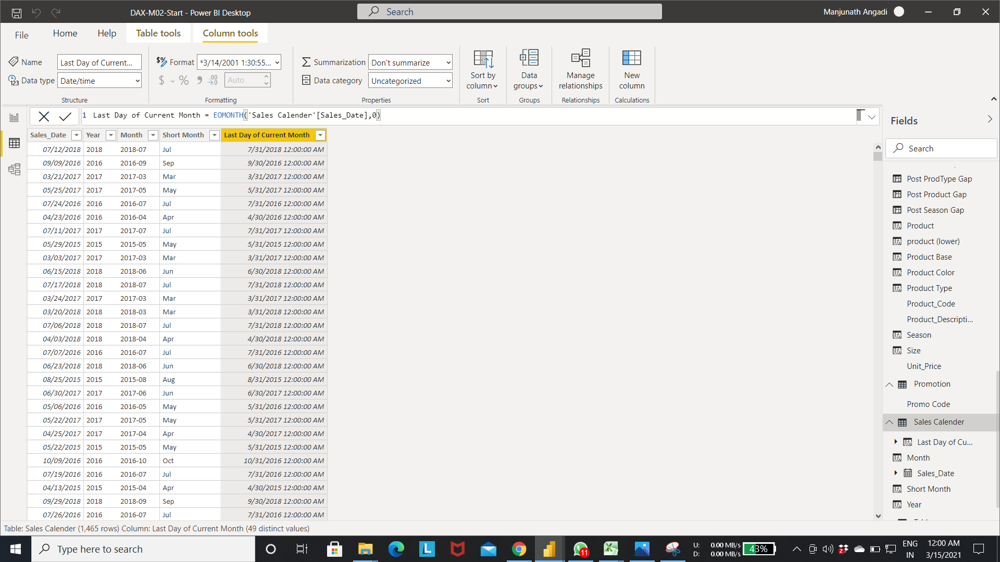 DAX-M02-Start - Power BI Desktop
Search
Manjunath Angadi
File Home Help Table tools Column tools
Name Last Day of Current...
Data type Date/time
Structure
Format *3/14/2001 1:30:55...
$ % 9 .00 Auto
Formatting
Summarization Don't summarize
Data category Uncategorized
Properties
Sort by column
Sort
Data groups
Groups
Manage relationships
Relationships
New column
Calculations
1 Last Day of Current Month = EOMONTH('Sales Calender'[Sales_Date],0)
Sales_Date Year Month Short Month Last Day of Current Month
07/12/2018 2018 2018-07 Jul 7/31/2018 12:00:00 AM
09/09/2016 2016 2016-09 Sep 9/30/2016 12:00:00 AM
03/21/2017 2017 2017-03 Mar 3/31/2017 12:00:00 AM
05/25/2017 2017 2017-05 May 5/31/2017 12:00:00 AM
07/24/2016 2016 2016-07 Jul 7/31/2016 12:00:00 AM
04/23/2016 2016 2016-04 Apr 4/30/2016 12:00:00 AM
07/11/2017 2017 2017-07 Jul 7/31/2017 12:00:00 AM
05/29/2015 2015 2015-05 May 5/31/2015 12:00:00 AM
03/03/2017 2017 2017-03 Mar 3/31/2017 12:00:00 AM
06/15/2018 2018 2018-06 Jun 6/30/2018 12:00:00 AM
07/17/2018 2018 2018-07 Jul 7/31/2018 12:00:00 AM
03/24/2017 2017 2017-03 Mar 3/31/2017 12:00:00 AM
03/20/2018 2018 2018-03 Mar 3/31/2018 12:00:00 AM
07/06/2018 2018 2018-07 Jul 7/31/2018 12:00:00 AM
04/03/2018 2018 2018-04 Apr 4/30/2018 12:00:00 AM
07/07/2016 2016 2016-07 Jul 7/31/2016 12:00:00 AM
06/23/2018 2018 2018-06 Jun 6/30/2018 12:00:00 AM
08/25/2015 2015 2015-08 Aug 8/31/2015 12:00:00 AM
06/30/2017 2017 2017-06 Jun 6/30/2017 12:00:00 AM
05/06/2016 2016 2016-05 May 5/31/2016 12:00:00 AM
05/22/2017 2017 2017-05 May 5/31/2017 12:00:00 AM
04/25/2017 2017 2017-04 Apr 4/30/2017 12:00:00 AM
05/22/2015 2015 2015-05 May 5/31/2015 12:00:00 AM
10/09/2016 2016 2016-10 Oct 10/31/2016 12:00:00 AM
07/19/2016 2016 2016-07 Jul 7/31/2016 12:00:00 AM
04/13/2015 2015 2015-04 Apr 4/30/2015 12:00:00 AM
09/29/2018 2018 2018-09 Sep 9/30/2018 12:00:00 AM
07/26/2016 2016 2016-07 Jul 7/31/2016 12:00:00 AM
Fields
Search
Post ProdType Gap
Post Product Gap
Post Season Gap
Product
product (lower)
Product Base
Product Color
Product Type
Product_Code
Product_Descripti...
Season
Size
Unit_Price
Promotion
Promo Code
Sales Calender
Last Day of Cu...
Month
Sales_Date
Short Month
Year
Table: Sales Calender (1,465 rows) Column: Last Day of Current Month (49 distinct values)
Type here to search
11
U: 0.00 MB/s
D: 0.00 MB/s
43%
2
ENG
IN
12:00 AM
3/15/2021